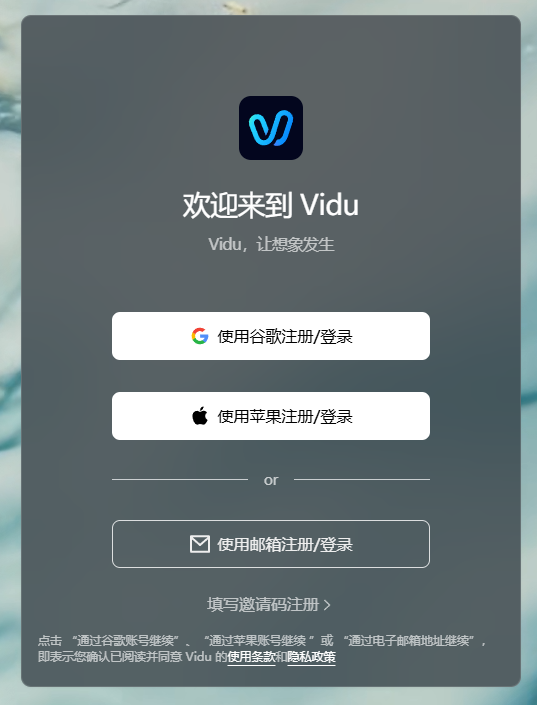 欢迎来到 Vidu
Vidu，让想象发生
使用谷歌注册/登录
使用苹果注册/登录
or
使用邮箱注册/登录
填写邀请码注册 >
点击 “通过谷歌账号继续” 、 “通过苹果账号继续 ” 或 “通过电子邮箱地址继续” ，
即表示您确认已阅读并同意 Vidu 的使用条款和隐私政策